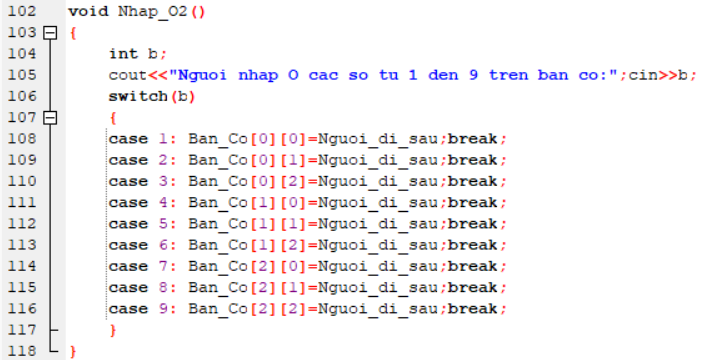 102 void Nhap_O2()
103 {
104 int b;
105 cout<<"Nguoi nhap O cac so tu 1 den 9 tren ban co:";cin>>b;
106 switch(b)
107 {
108 case 1: Ban_Co[0][0]=Nguoi_di_sau;break;
109 case 2: Ban_Co[0][1]=Nguoi_di_sau;break;
110 case 3: Ban_Co[0][2]=Nguoi_di_sau;break;
111 case 4: Ban_Co[1][0]=Nguoi_di_sau;break;
112 case 5: Ban_Co[1][1]=Nguoi_di_sau;break;
113 case 6: Ban_Co[1][2]=Nguoi_di_sau;break;
114 case 7: Ban_Co[2][0]=Nguoi_di_sau;break;
115 case 8: Ban_Co[2][1]=Nguoi_di_sau;break;
116 case 9: Ban_Co[2][2]=Nguoi_di_sau;break;
117 }
118 }